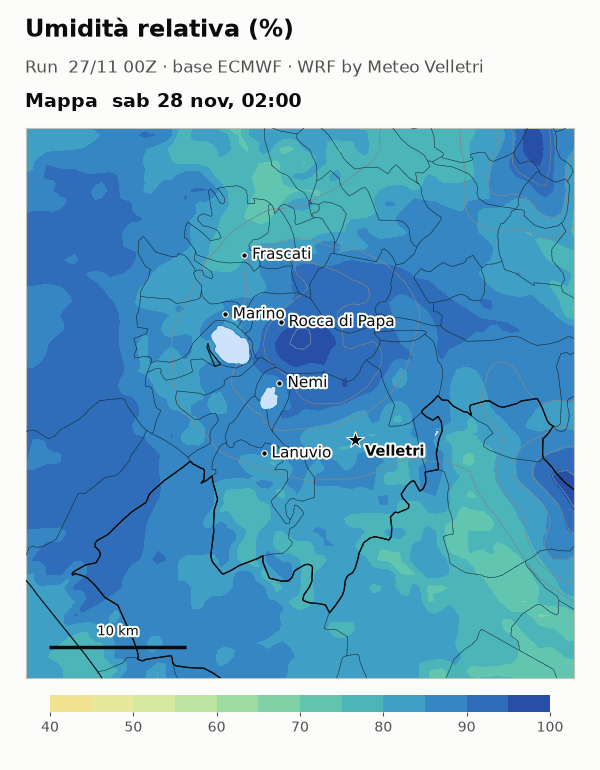 Umidità relativa (%)
Run  27/11 00Z · base ECMWF · WRF by Meteo Velletri
Mappa  sab 28 nov, 02:00
Frascati
Marino
Rocca di Papa
Nemi
Velletri
Lanuvio
10 km
40 50 60 70 80 90 100